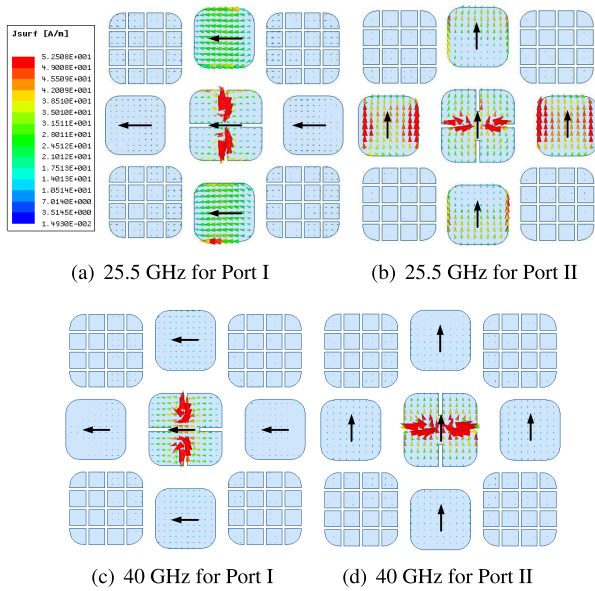 Jsurf [A/m]
5.2508E+001
4.9008E+001
4.5509E+001
4.2009E+001
3.8510E+001
3.5010E+001
3.1511E+001
2.8011E+001
2.4512E+001
2.1012E+001
1.7513E+001
1.4013E+001
1.0514E+001
7.0140E+000
3.5145E+000
1.4930E-002
(a) 25.5 GHz for Port I
(b) 25.5 GHz for Port II
(c) 40 GHz for Port I
(d) 40 GHz for Port II